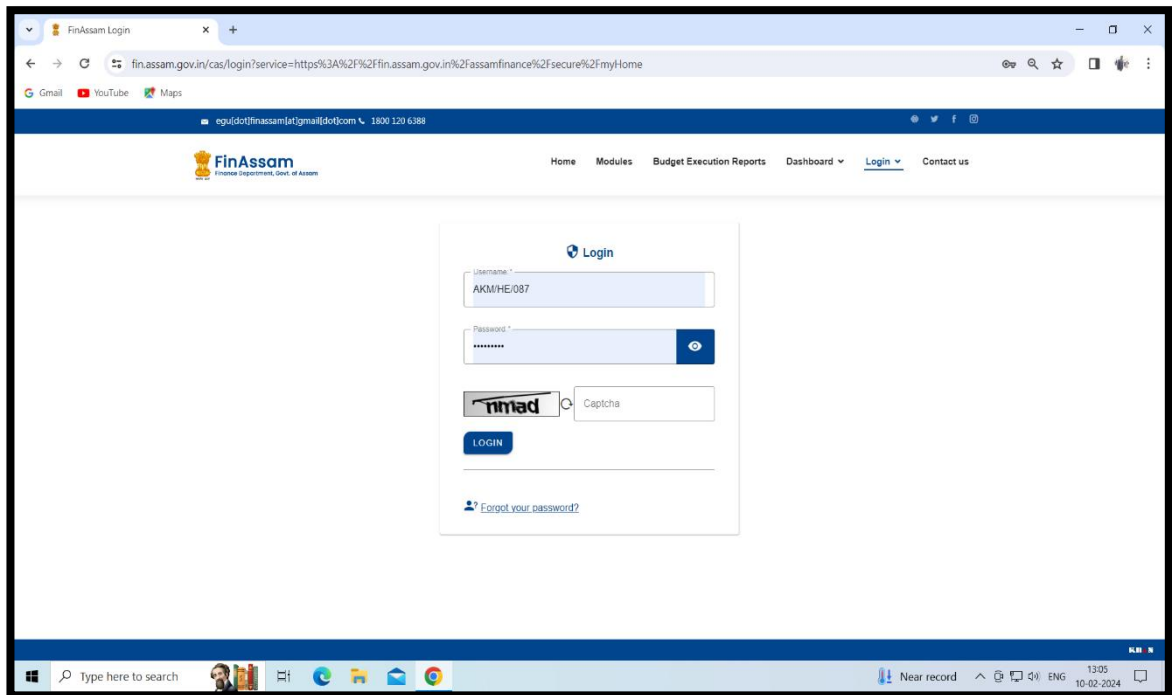 FinAssam Login
fin.assam.gov.in/cas/login?service=https%3A%2F%2Ffin.assam.gov.in%2Fassamfinance%2Fsecure%2FmyHome
Gmail YouTube Maps
egu[dot]finassam[at]gmail[dot]com 1800 120 6388
FinAssam
Finance Department, Govt. of Assam
Home Modules Budget Execution Reports Dashboard Login Contact us
Login
Username:*
AKM/HE/087
Password:*
nmad Captcha
LOGIN
Forgot your password?
Type here to search
Near record ENG 13:05
10-02-2024